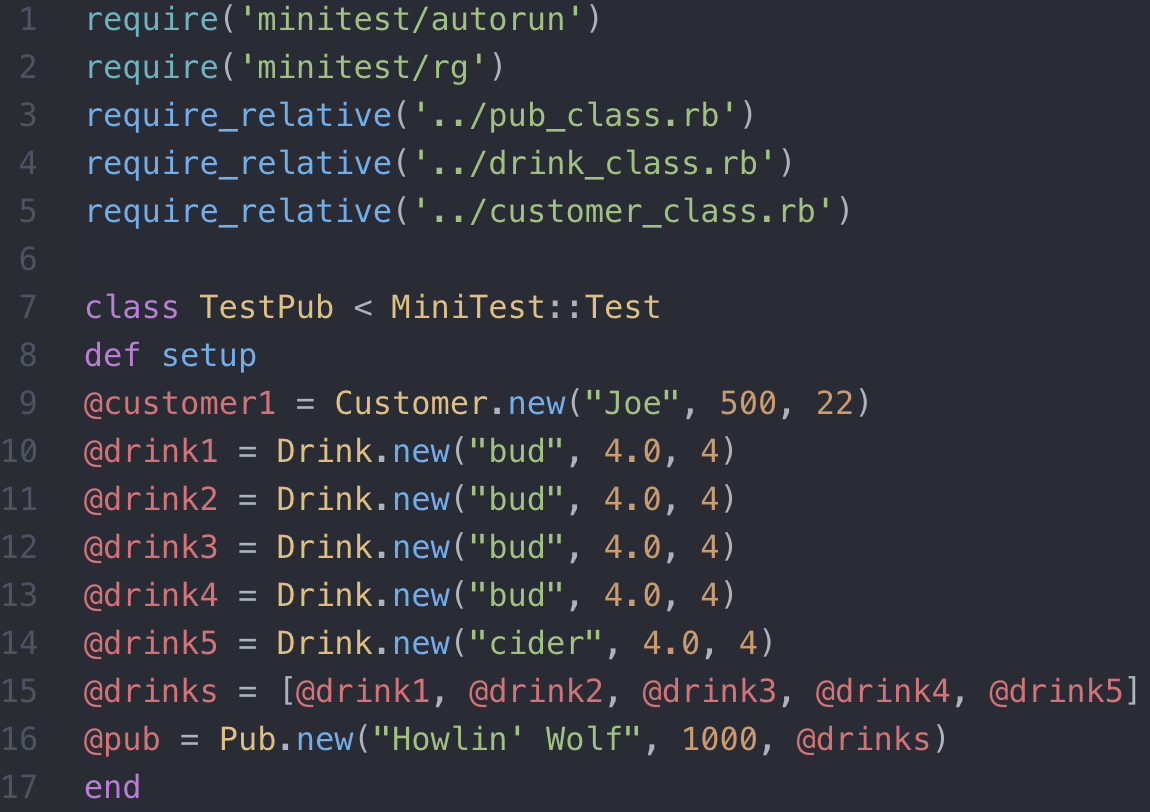 1 require('minitest/autorun')
2 require('minitest/rg')
3 require_relative('../pub_class.rb')
4 require_relative('../drink_class.rb')
5 require_relative('../customer_class.rb')
6
7 class TestPub < MiniTest::Test
8 def setup
9 @customer1 = Customer.new("Joe", 500, 22)
10 @drink1 = Drink.new("bud", 4.0, 4)
11 @drink2 = Drink.new("bud", 4.0, 4)
12 @drink3 = Drink.new("bud", 4.0, 4)
13 @drink4 = Drink.new("bud", 4.0, 4)
14 @drink5 = Drink.new("cider", 4.0, 4)
15 @drinks = [@drink1, @drink2, @drink3, @drink4, @drink5]
16 @pub = Pub.new("Howlin' Wolf", 1000, @drinks)
17 end